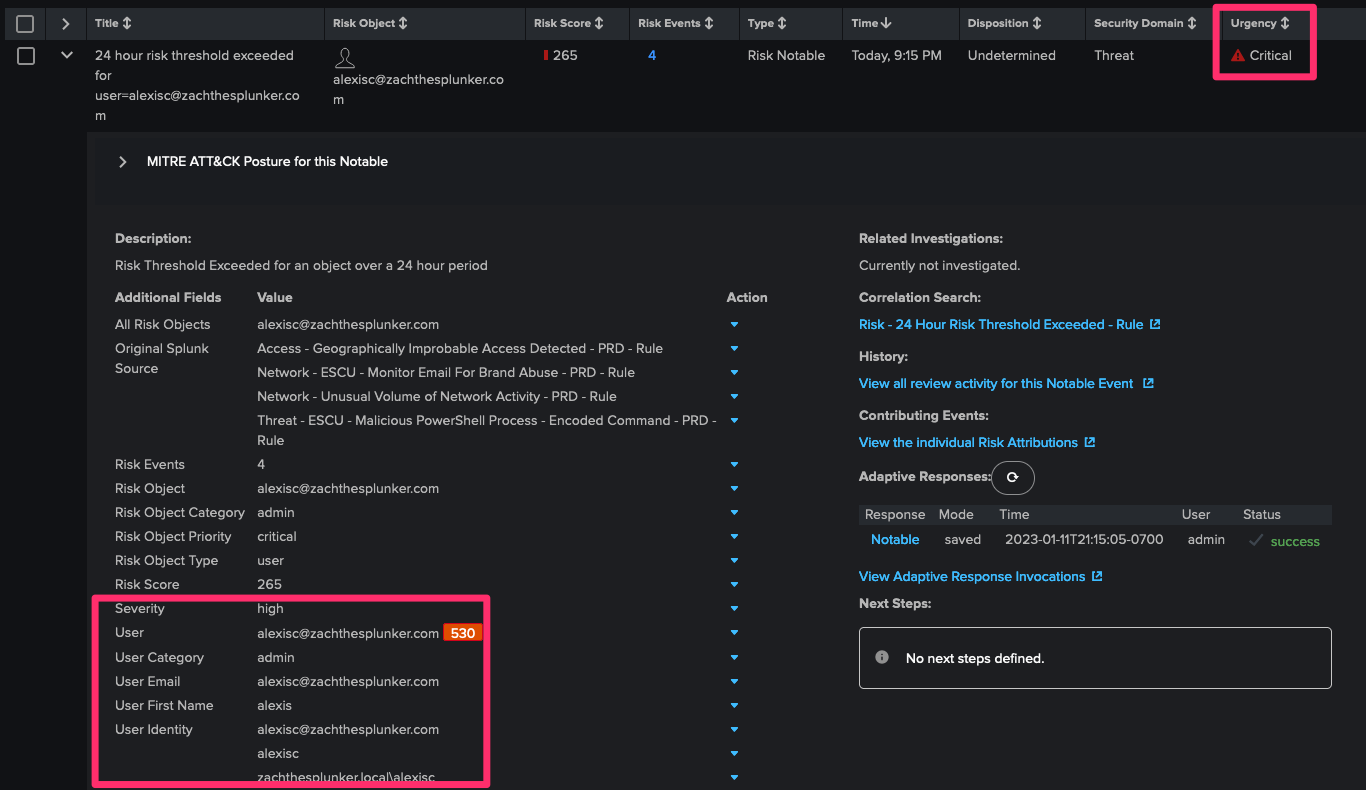 Title Risk Object Risk Score Risk Events Type Time Disposition Security Domain Urgency
24 hour risk threshold exceeded
for
user=alexisc@zachthesplunker.co
m
alexisc@zachthesplunker.co
m
265 4 Risk Notable Today, 9:15 PM Undetermined Threat Critical
MITRE ATT&CK Posture for this Notable
Description:
Risk Threshold Exceeded for an object over a 24 hour period
Additional Fields Value Action
All Risk Objects alexisc@zachthesplunker.com
Original Splunk
Source
Access - Geographically Improbable Access Detected - PRD - Rule
Network - ESCU - Monitor Email For Brand Abuse - PRD - Rule
Network - Unusual Volume of Network Activity - PRD - Rule
Threat - ESCU - Malicious PowerShell Process - Encoded Command - PRD -
Rule
Risk Events 4
Risk Object alexisc@zachthesplunker.com
Risk Object Category admin
Risk Object Priority critical
Risk Object Type user
Risk Score 265
Severity high
User alexisc@zachthesplunker.com 530
User Category admin
User Email alexisc@zachthesplunker.com
User First Name alexis
User Identity alexisc@zachthesplunker.com
alexisc
zachthesplunker.local\alexisc
Related Investigations:
Currently not investigated.
Correlation Search:
Risk - 24 Hour Risk Threshold Exceeded - Rule
History:
View all review activity for this Notable Event
Contributing Events:
View the individual Risk Attributions
Adaptive Responses:
Response Mode Time User Status
Notable saved 2023-01-11T21:15:05-0700 admin success
View Adaptive Response Invocations
Next Steps:
No next steps defined.